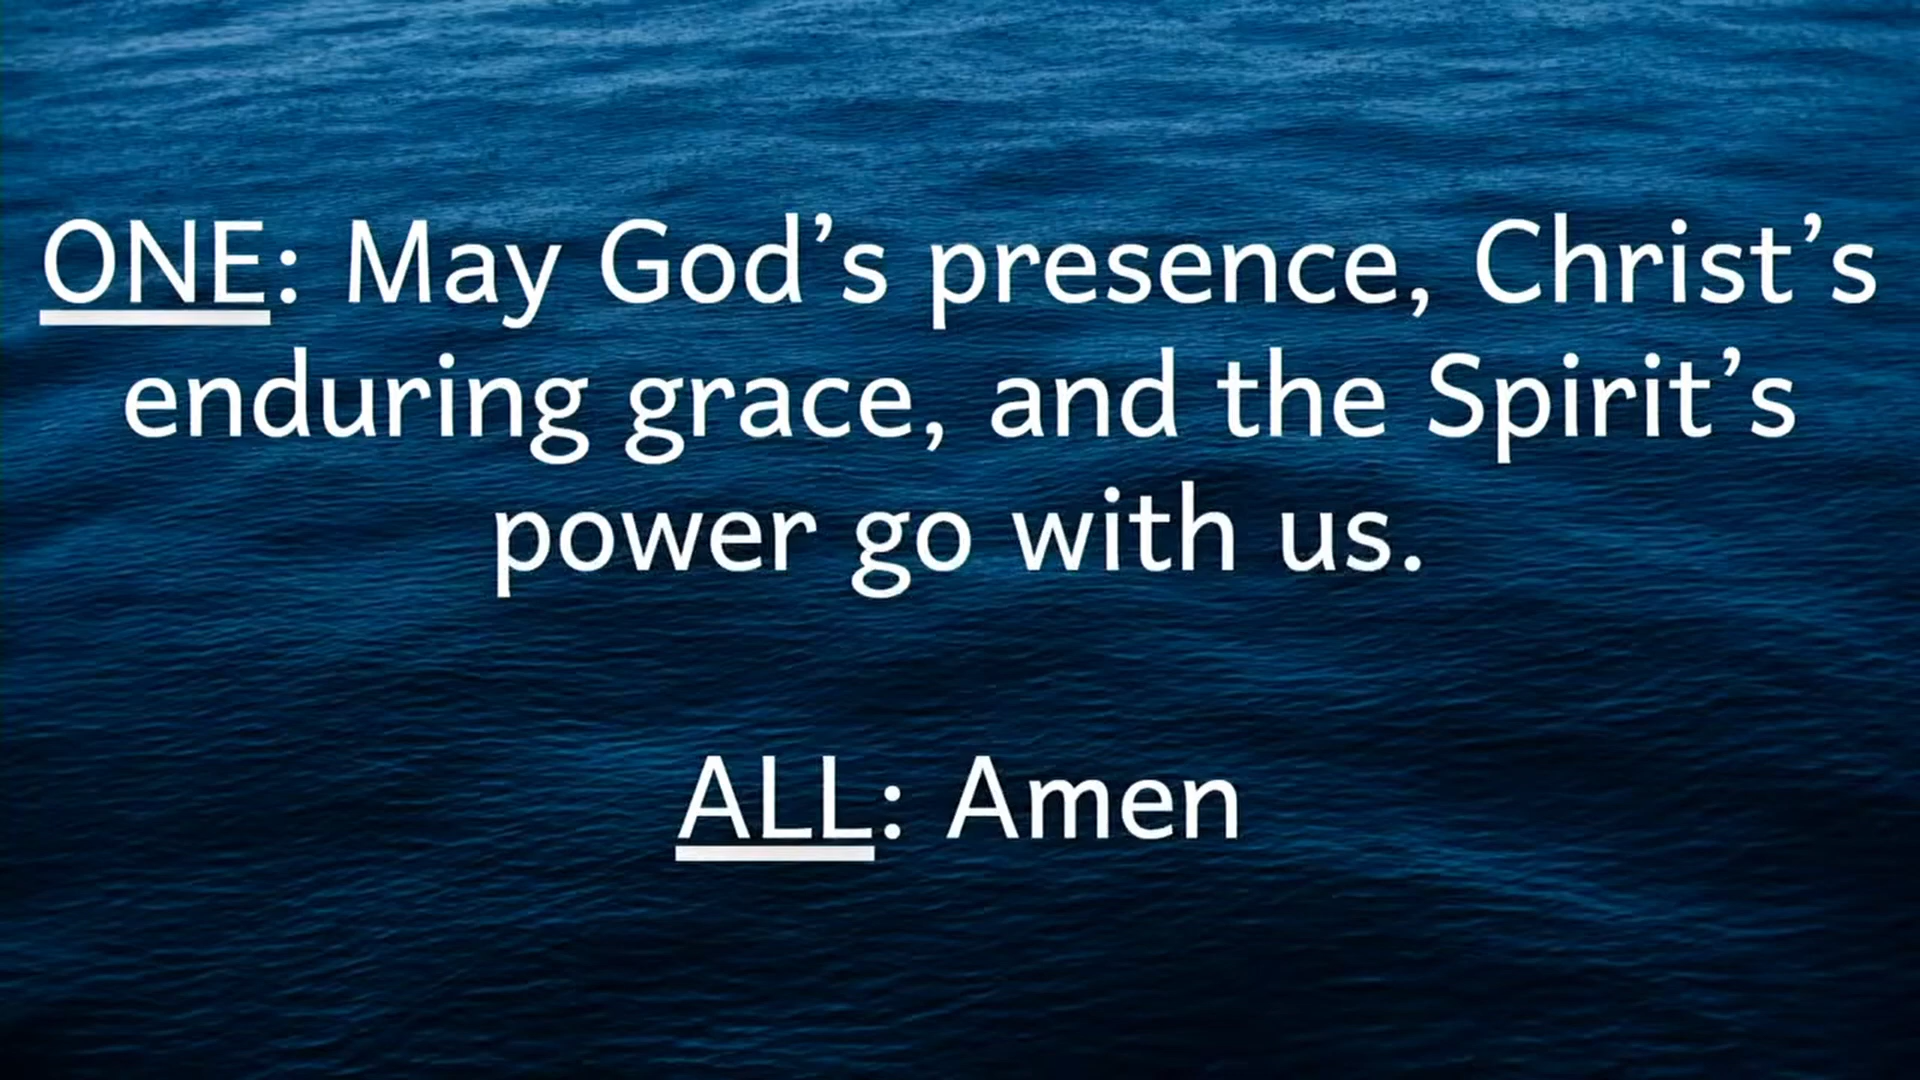 ONE: May God’s presence, Christ’s
enduring grace, and the Spirit’s
power go with us.
ALL: Amen